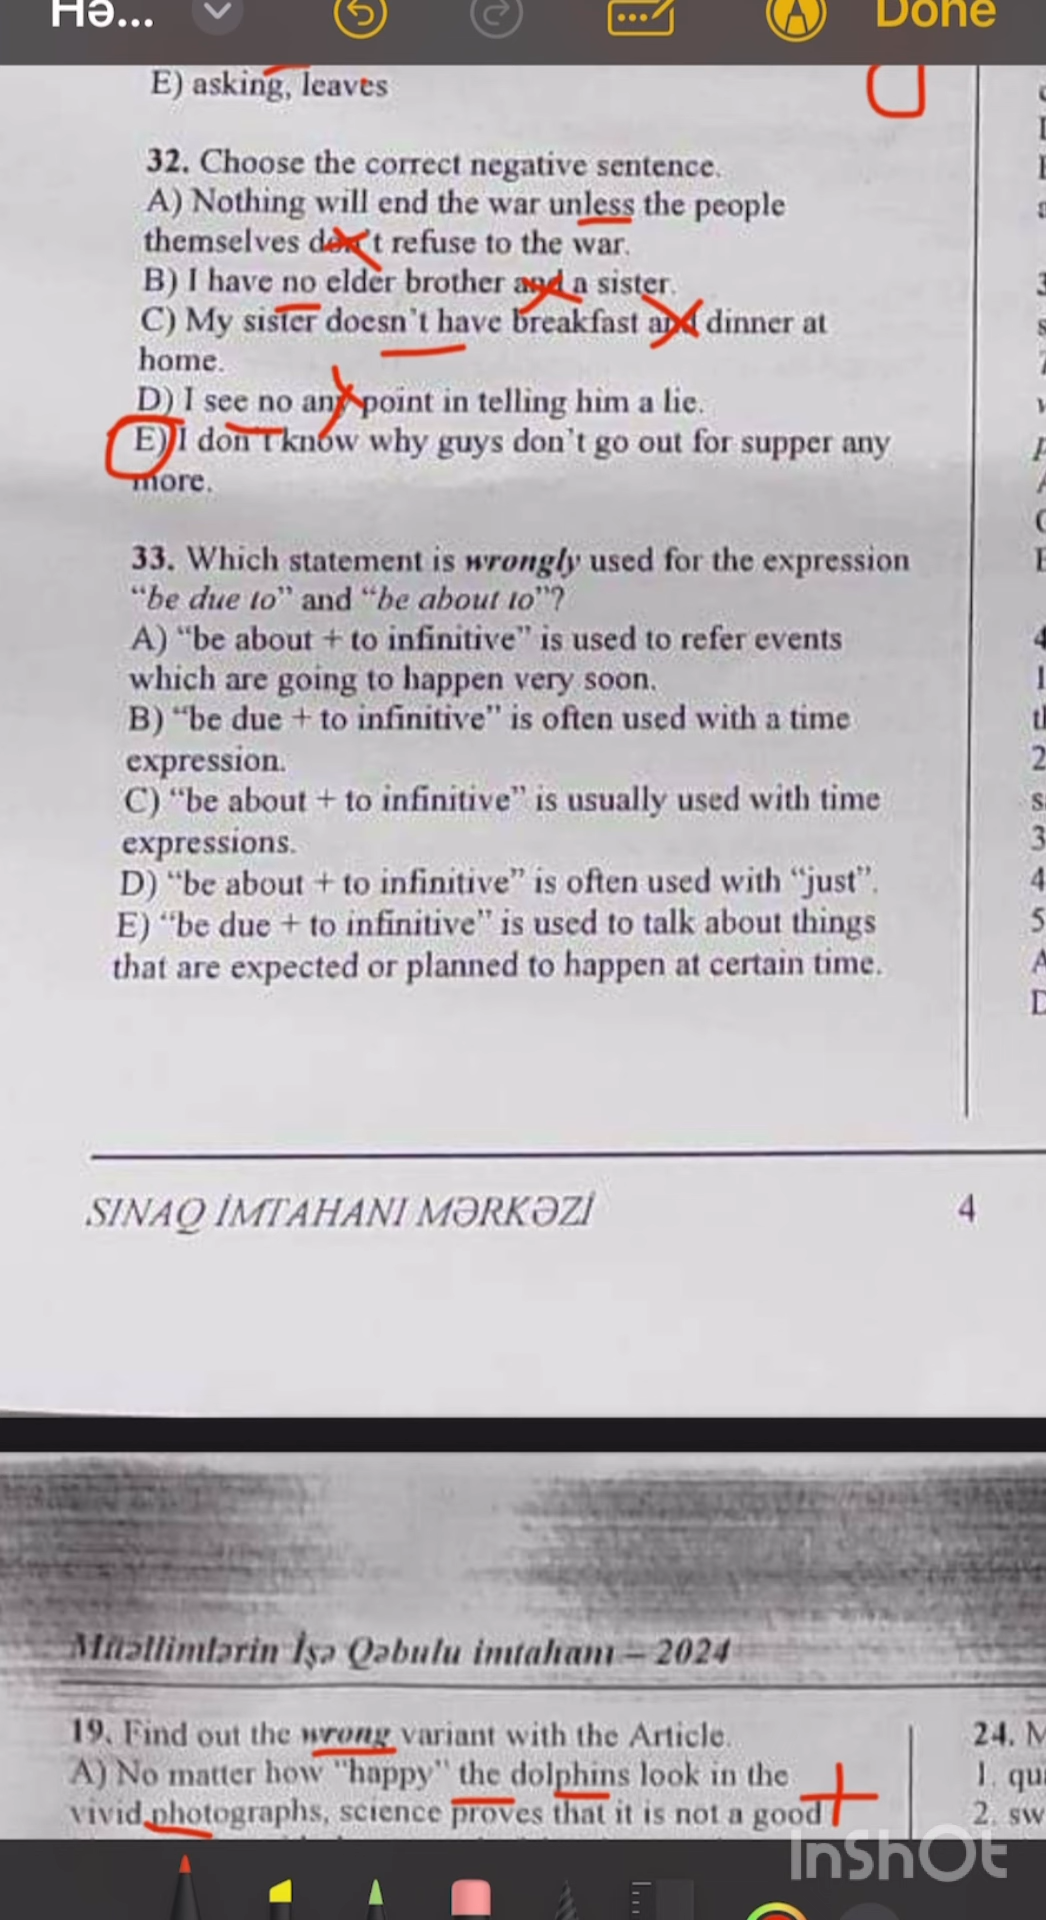 Hə...
Done
E) asking, leaves
32. Choose the correct negative sentence.
A) Nothing will end the war unless the people
themselves don't refuse to the war.
B) I have no elder brother and a sister.
C) My sister doesn't have breakfast and dinner at
home.
D) I see no any point in telling him a lie.
E) I don't know why guys don't go out for supper any
more.
33. Which statement is wrongly used for the expression
“be due to” and “be about to”?
A) “be about + to infinitive” is used to refer events
which are going to happen very soon.
B) “be due + to infinitive” is often used with a time
expression.
C) “be about + to infinitive” is usually used with time
expressions.
D) “be about + to infinitive” is often used with “just”.
E) “be due + to infinitive” is used to talk about things
that are expected or planned to happen at certain time.
SINAQ İMTAHANI MƏRKƏZİ
4
Müəllimlərin İşə Qəbulu imtahanı – 2024
19. Find out the wrong variant with the Article.
A) No matter how "happy" the dolphins look in the
vivid photographs, science proves that it is not a good
24.
1. qu
2. sw
InShOt